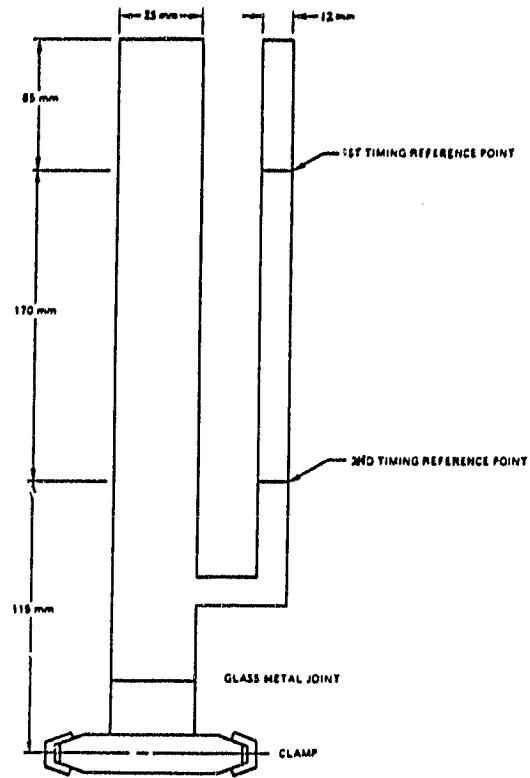 35 mm
12 mm
85 mm
1ST TIMING REFERENCE POINT
170 mm
2ND TIMING REFERENCE POINT
115 mm
GLASS METAL JOINT
CLAMP